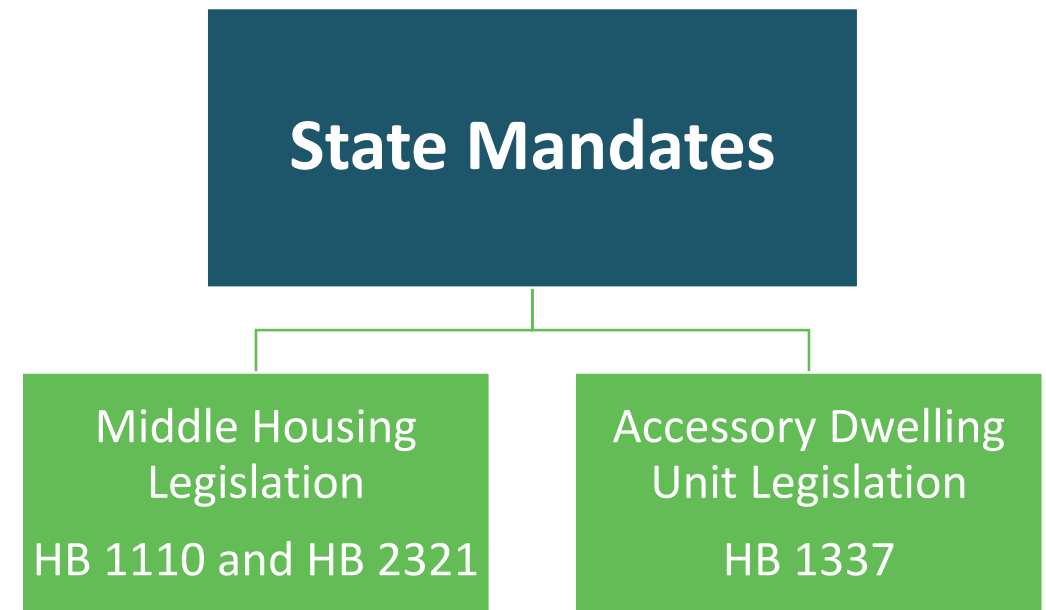 State Mandates
Middle Housing
Legislation
HB 1110 and HB 2321
Accessory Dwelling
Unit Legislation
HB 1337